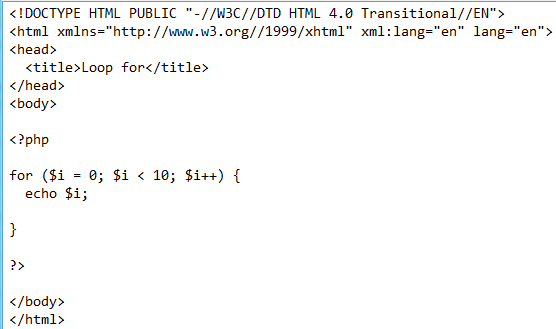 <!DOCTYPE HTML PUBLIC "-//W3C//DTD HTML 4.0 Transitional//EN">
<html xmlns="http://www.w3.org//1999/xhtml" xml:lang="en" lang="en">
<head>
  <title>Loop for</title>
</head>
<body>

<?php

for ($i = 0; $i < 10; $i++) {
  echo $i;

}

?>

</body>
</html>